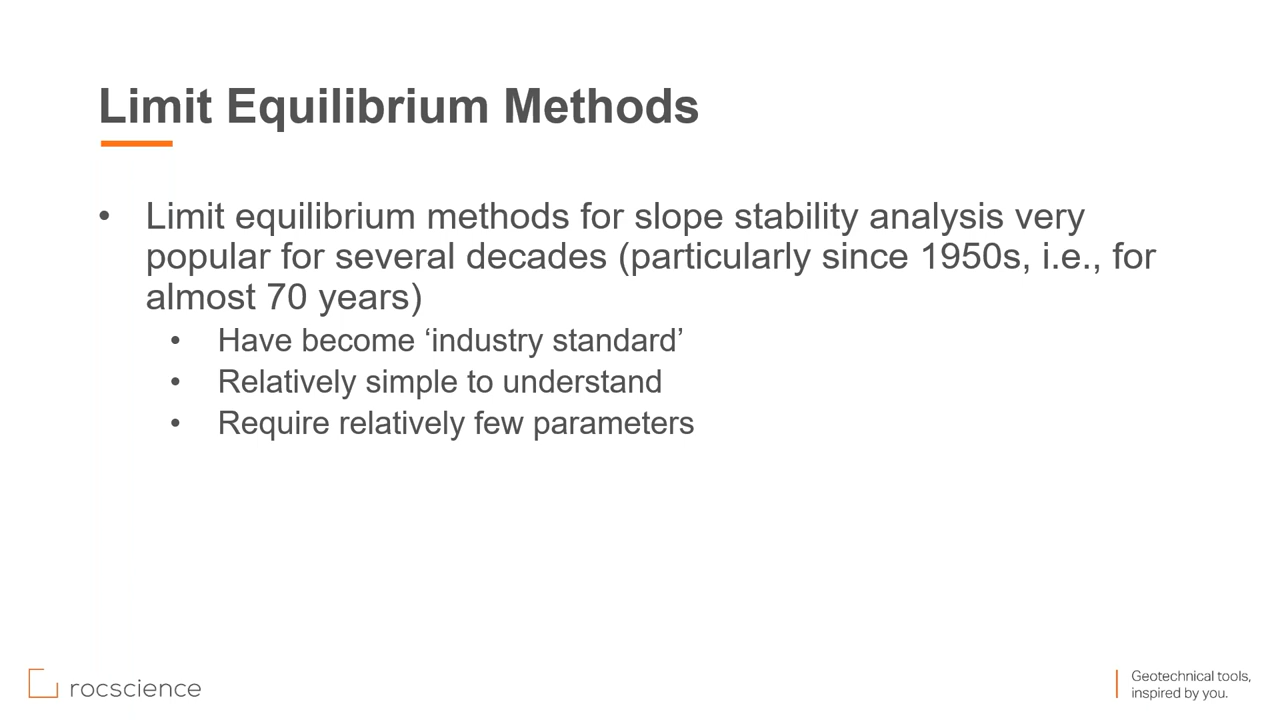 Limit Equilibrium Methods
• Limit equilibrium methods for slope stability analysis very
popular for several decades (particularly since 1950s, i.e., for
almost 70 years)
• Have become ‘industry standard’
• Relatively simple to understand
• Require relatively few parameters
rocscience
Geotechnical tools,
inspired by you.